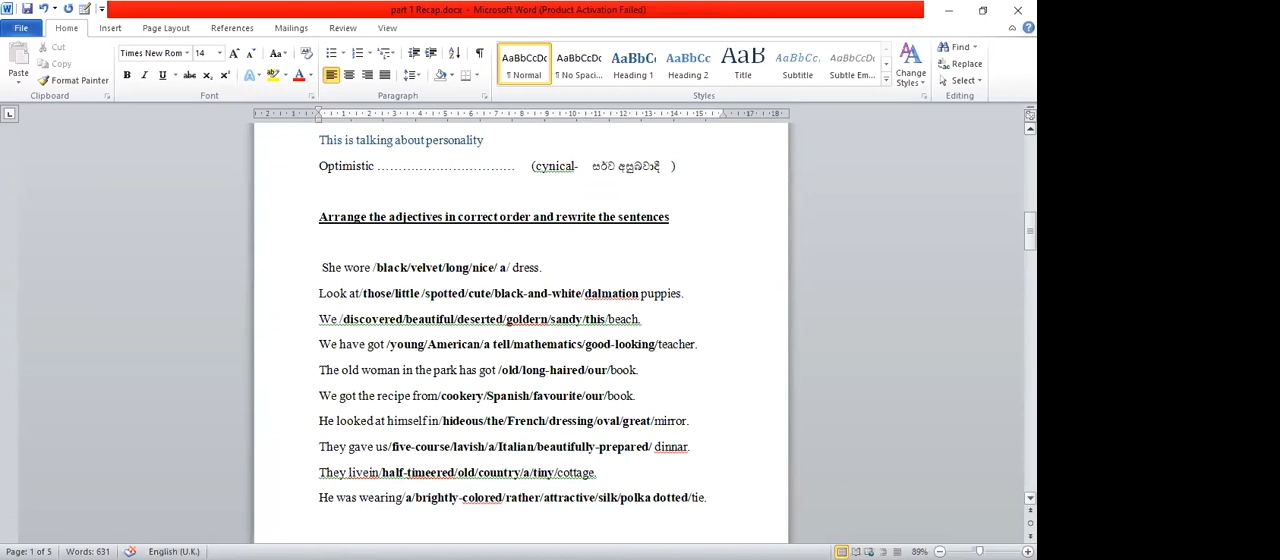 part 1 Recap.docx - Microsoft Word (Product Activation Failed)
File Home Insert Page Layout References Mailings Review View
Paste Cut Copy Format Painter
Times New Rom 14
AaBbCcDc AaBbCcDc AaBbCc AaBbCc AaB AaBbCc. AaBbCcDc
¶ Normal ¶ No Spaci... Heading 1 Heading 2 Title Subtitle Subtle Em...
Change Styles
Find Replace Select
Clipboard Font Paragraph Styles Editing
This is talking about personality
Optimistic …………………………… (cynical- සර්ව අසුබවාදී )
Arrange the adjectives in correct order and rewrite the sentences
She wore /black/velvet/long/nice/ a/ dress.
Look at/those/little /spotted/cute/black-and-white/dalmation puppies.
We /discovered/beautiful/deserted/goldern/sandy/this/beach.
We have got /young/American/a tell/mathematics/good-looking/teacher.
The old woman in the park has got /old/long-haired/our/book.
We got the recipe from/cookery/Spanish/favourite/our/book.
He looked at himself in/hideous/the/French/dressing/oval/great/mirror.
They gave us/five-course/lavish/a/Italian/beautifully-prepared/ dinnar.
They livein/half-timeered/old/country/a/tiny/cottage.
He was wearing/a/brightly-colored/rather/attractive/silk/polka dotted/tie.
Page: 1 of 5 Words: 631 English (U.K.) 89%